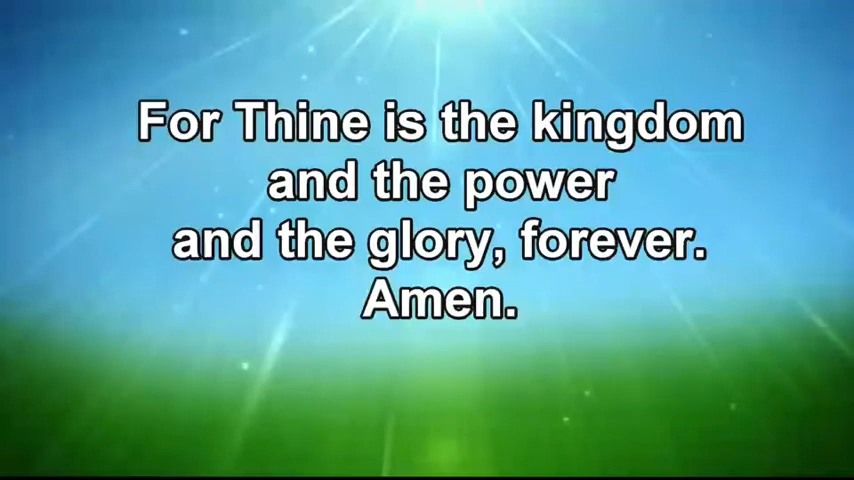 For Thine is the kingdom
and the power
and the glory, forever.
Amen.